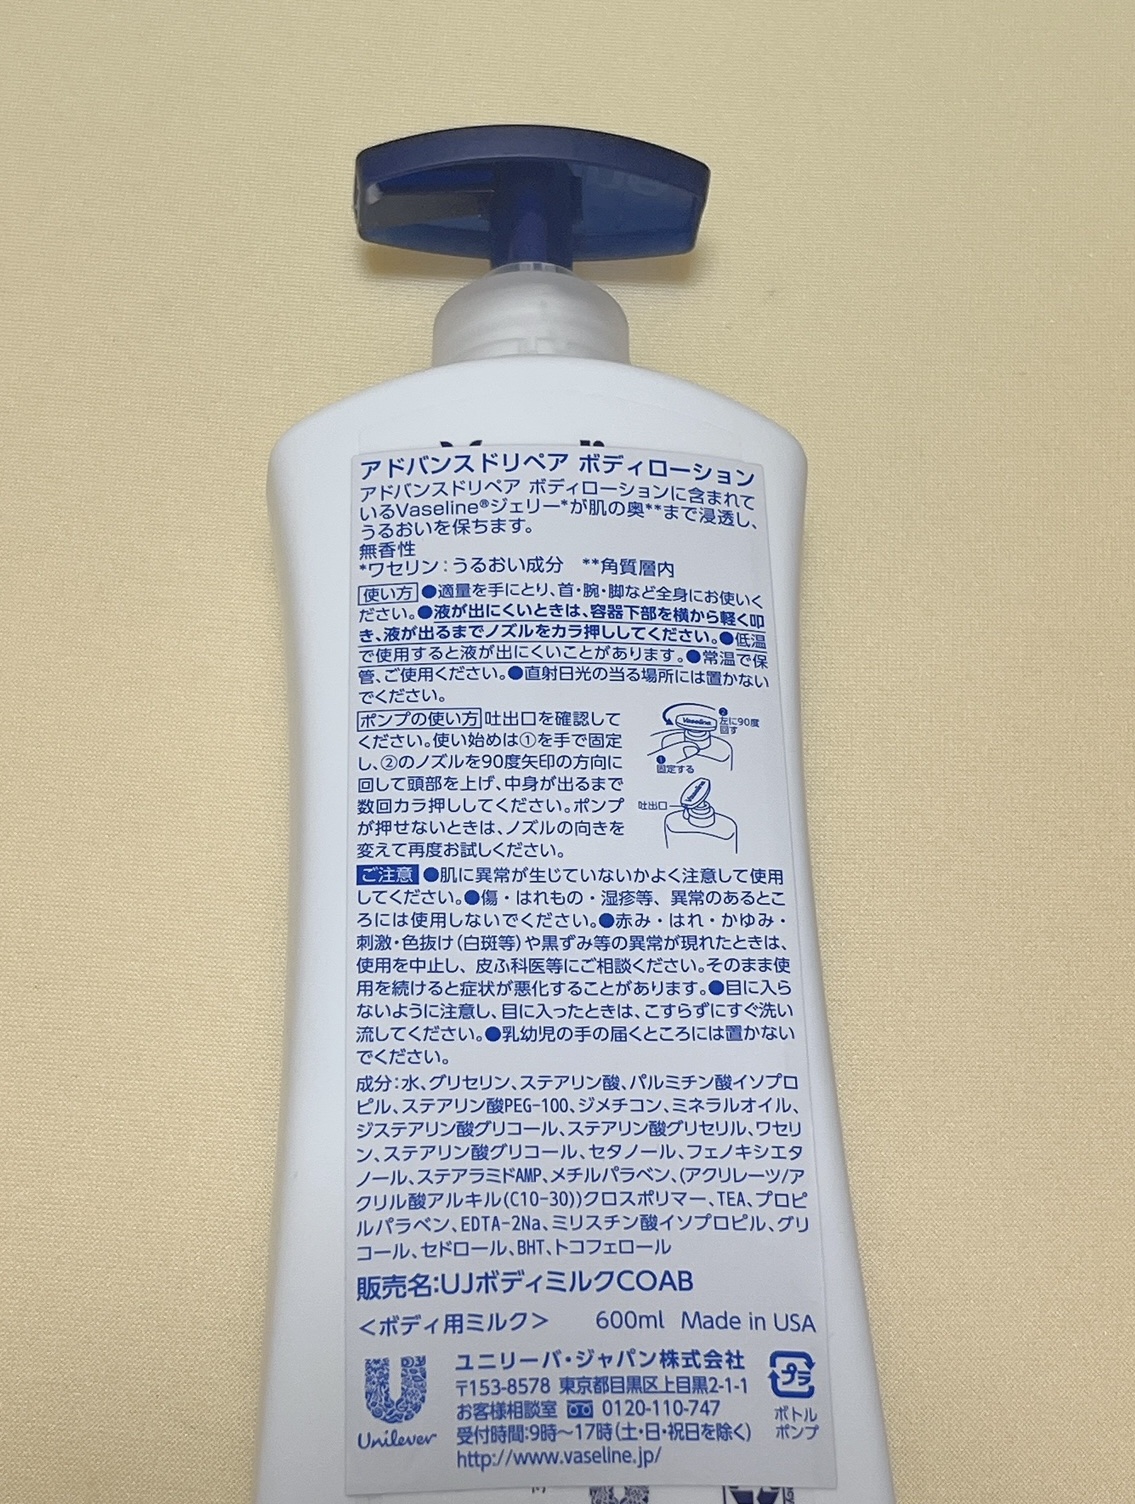 アドバンスドリペア ボディローション
アドバンスドリペア ボディローションに含まれて
いるVaseline®ジェリー*が肌の奥**まで浸透し、
うるおいを保ちます。
無香性
*ワセリン：うるおい成分 **角質層内
使い方 ●適量を手にとり、首・腕・脚など全身にお使いく
ださい。●液が出にくいときは、容器下部を横から軽く叩
き、液が出るまでノズルをカラ押ししてください。●低温
で使用すると液が出にくいことがあります。●常温で保
管、ご使用ください。●直射日光の当る場所には置かない
でください。
ポンプの使い方 吐出口を確認して
ください。使い始めは①を手で固定
し、②のノズルを90度矢印の方向に
回して頭部を上げ、中身が出るまで
数回カラ押ししてください。ポンプ
が押せないときは、ノズルの向きを
変えて再度お試しください。
Vaseline
②
左に90度
回す
①
固定する
Vaseline
吐出口
ご注意 ●肌に異常が生じていないかよく注意して使用
してください。●傷・はれもの・湿疹等、異常のあるとこ
ろには使用しないでください。●赤み・はれ・かゆみ・
刺激・色抜け(白斑等)や黒ずみ等の異常が現れたときは、
使用を中止し、皮ふ科医等にご相談ください。そのまま使
用を続けると症状が悪化することがあります。●目に入ら
ないように注意し、目に入ったときは、こすらずにすぐ洗い
流してください。●乳幼児の手の届くところには置かない
でください。
成分：水、グリセリン、ステアリン酸、パルミチン酸イソプロ
ピル、ステアリン酸PEG-100、ジメチコン、ミネラルオイル、
ジステアリン酸グリコール、ステアリン酸グリセリル、ワセリ
ン、ステアリン酸グリコール、セタノール、フェノキシエタ
ノール、ステアラミドAMP、メチルパラベン、(アクリレーツ/ア
クリル酸アルキル(C10-30))クロスポリマー、TEA、プロピ
ルパラベン、EDTA-2Na、ミリスチン酸イソプロピル、グリ
コール、セドロール、BHT、トコフェロール
販売名：UJボディミルクCOAB
＜ボディ用ミルク＞ 600ml Made in USA
Unilever
ユニリーバ・ジャパン株式会社
〒153-8578 東京都目黒区上目黒2-1-1
お客様相談室 0120-110-747
受付時間：9時～17時(土・日・祝日を除く)
http://www.vaseline.jp/
プラ
ボトル
ポンプ